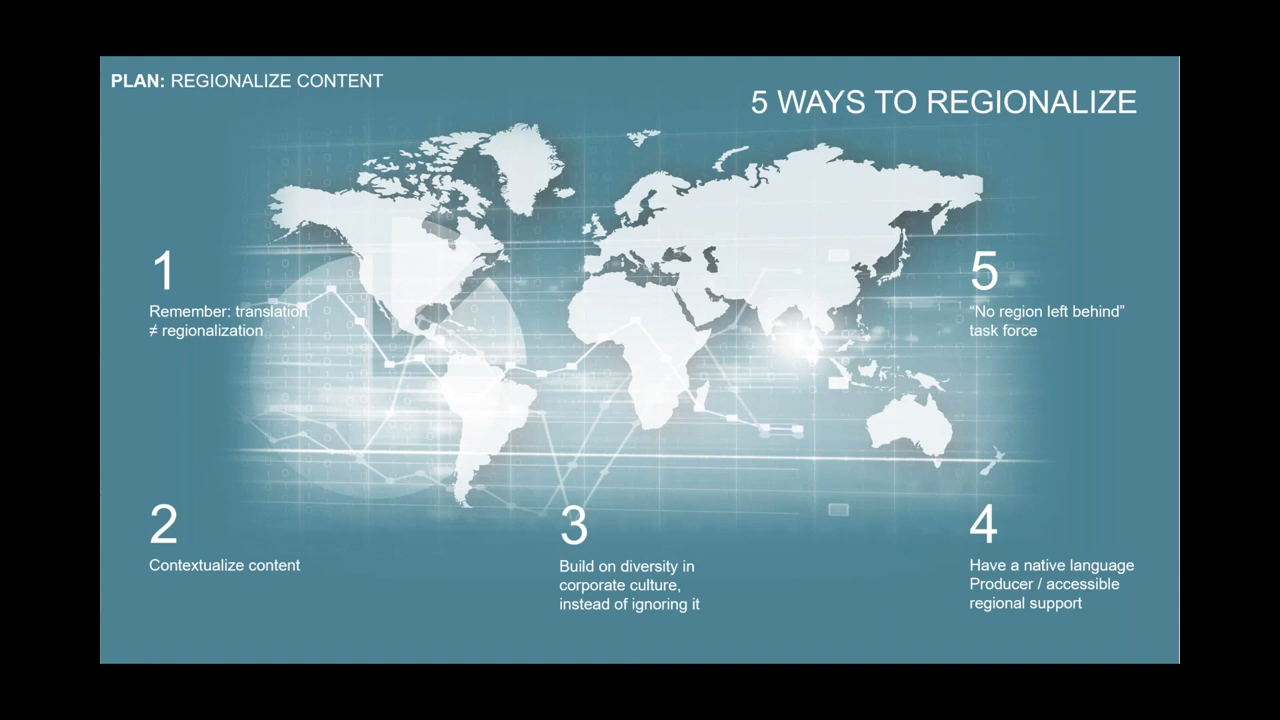 PLAN: REGIONALIZE CONTENT
5 WAYS TO REGIONALIZE
1
Remember: translation
≠ regionalization
2
Contextualize content
3
Build on diversity in
corporate culture,
instead of ignoring it
4
Have a native language
Producer / accessible
regional support
5
“No region left behind”
task force